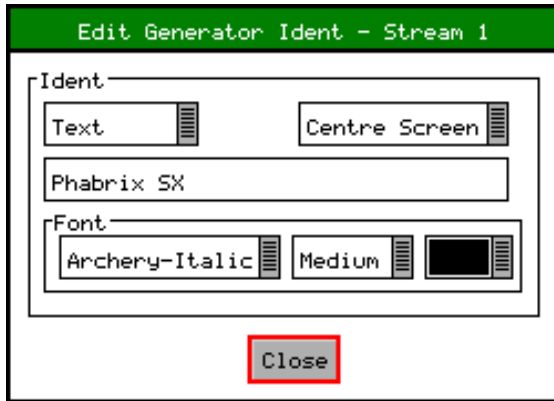 Edit Generator Ident - Stream 1
Ident
Text Centre Screen
Phabrix SX
Font
Archery-Italic Medium
Close